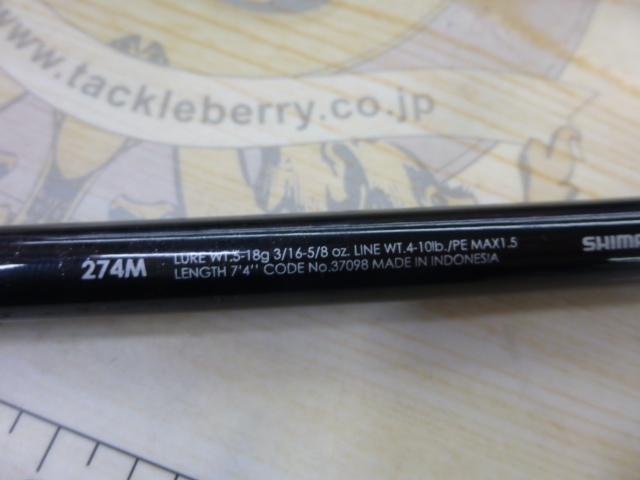 www.tackleberry.co.jp
274M
LURE WT.5-18g 3/16-5/8 oz. LINE WT.4-10lb./PE MAX1.5
LENGTH 7'4'' CODE No.37098 MADE IN INDONESIA